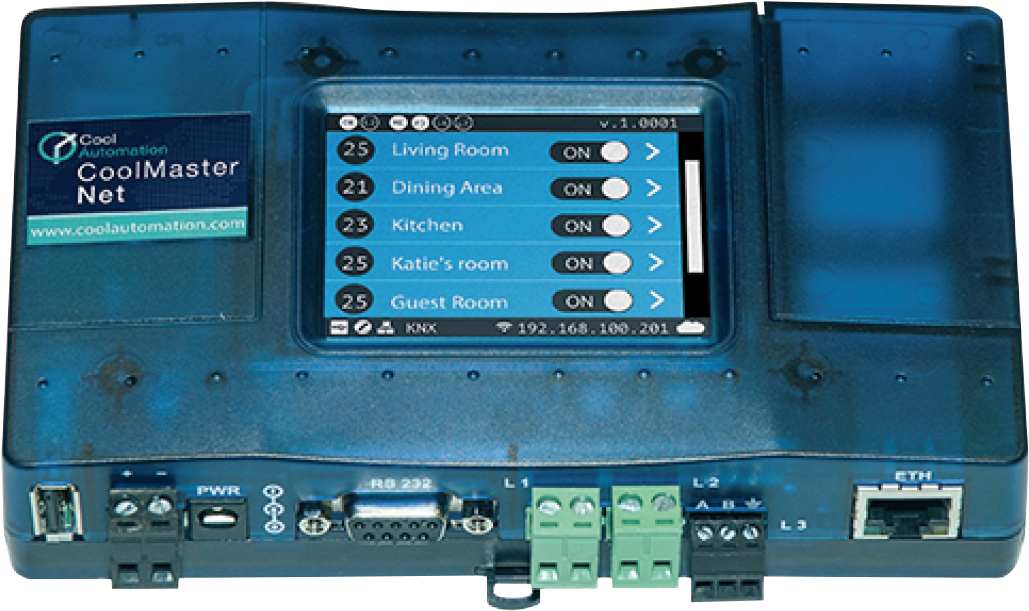 Cool
Automation
CoolMaster
Net
www.coolautomation.com
v.1.0001
25 Living Room ON
21 Dining Area ON
23 Kitchen ON
25 Katie's room ON
25 Guest Room ON
KNX 192.168.100.201
+ -
PWR
RS 232
L1
L2
A B
L3
ETH